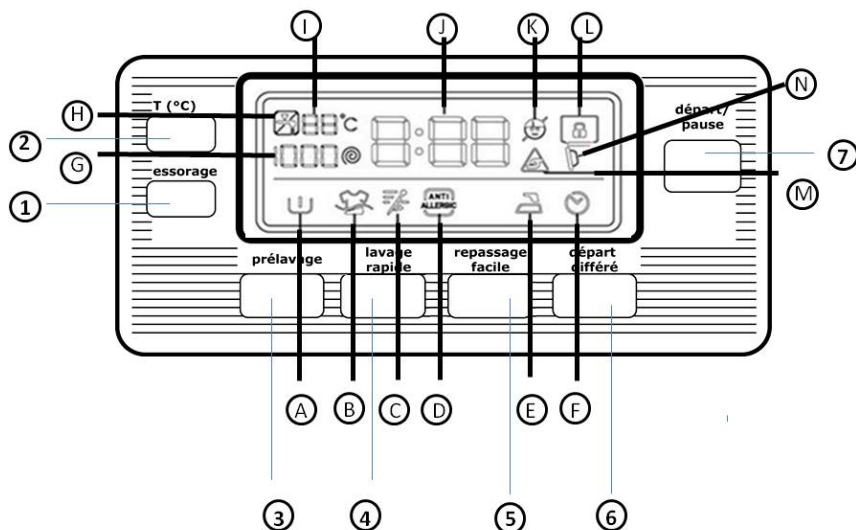 I J K L
H T (°C) °C départ/ N
2 pause
G essorage 7
1 ANTI ALLERGIC M
prélavage lavage rapide repassage facile départ différé
A B C D E F
3 4 5 6